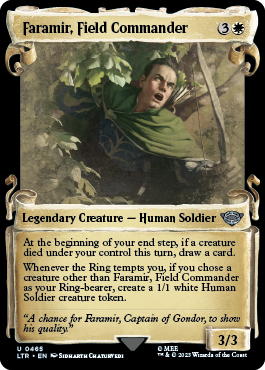 Faramir, Field Commander 3
Legendary Creature — Human Soldier
At the beginning of your end step, if a creature
died under your control this turn, draw a card.
Whenever the Ring tempts you, if you chose a
creature other than Faramir, Field Commander
as your Ring-bearer, create a 1/1 white Human
Soldier creature token.
“A chance for Faramir, Captain of Gondor, to show
his quality.”
3/3
U 0465
LTR • EN Sidharth Chaturvedi
© MEE
™ & © 2023 Wizards of the Coast